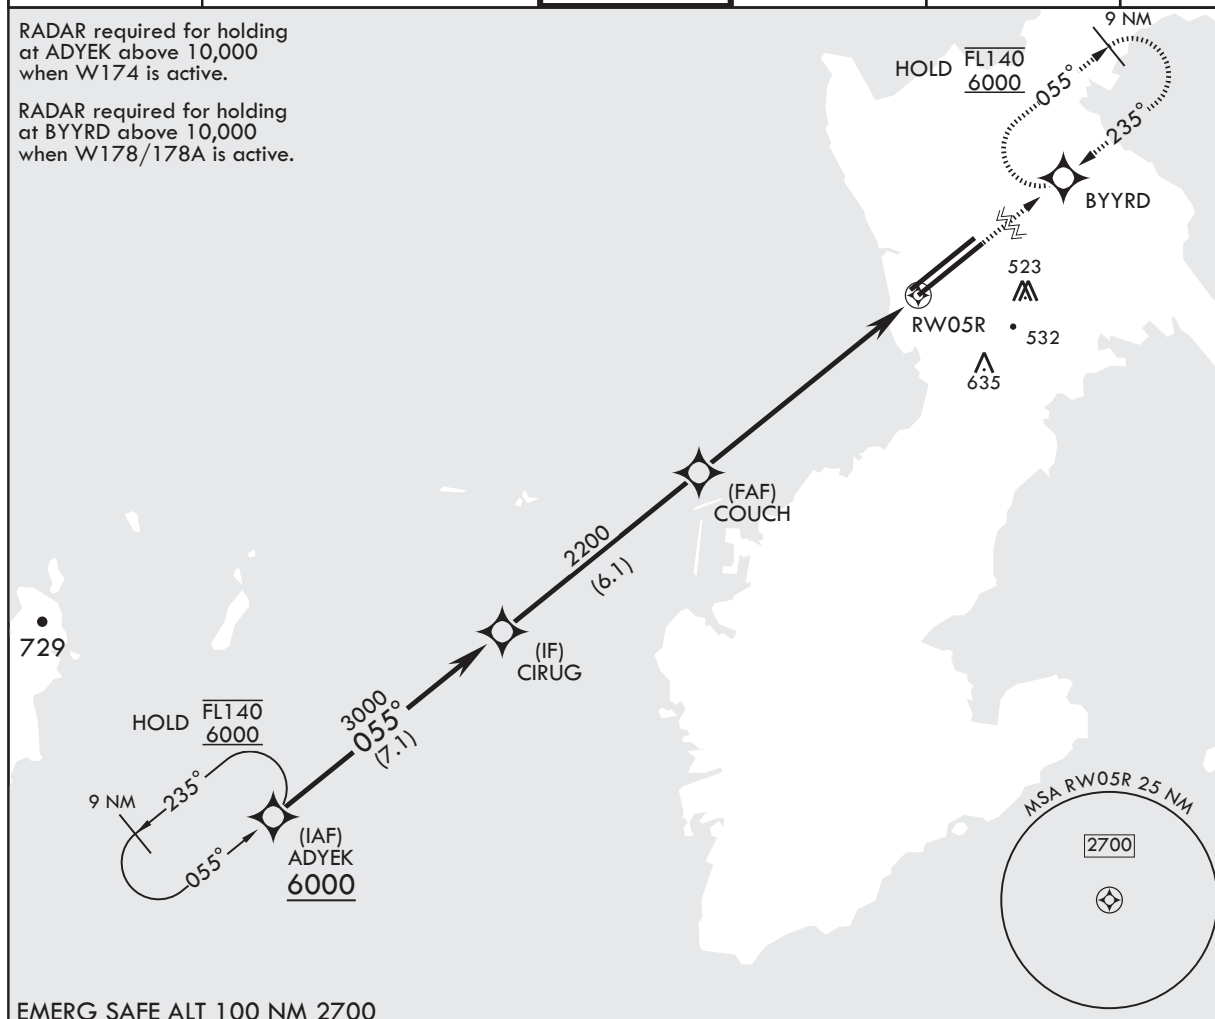 RADAR required for holding
at ADYEK above 10,000
when W174 is active.
RADAR required for holding
at BYYRD above 10,000
when W178/178A is active.
9 NM
HOLD FL140
6000
055°
235°
BYYRD
523
RW05R
532
635
(FAF)
COUCH
2200
(6.1)
729
(IF)
CIRUG
3000
055°
(7.1)
HOLD FL140
6000
9 NM
235°
055°
(IAF)
ADYEK
6000
MSA RW05R 25 NM
2700
EMERG SAFE ALT 100 NM 2700